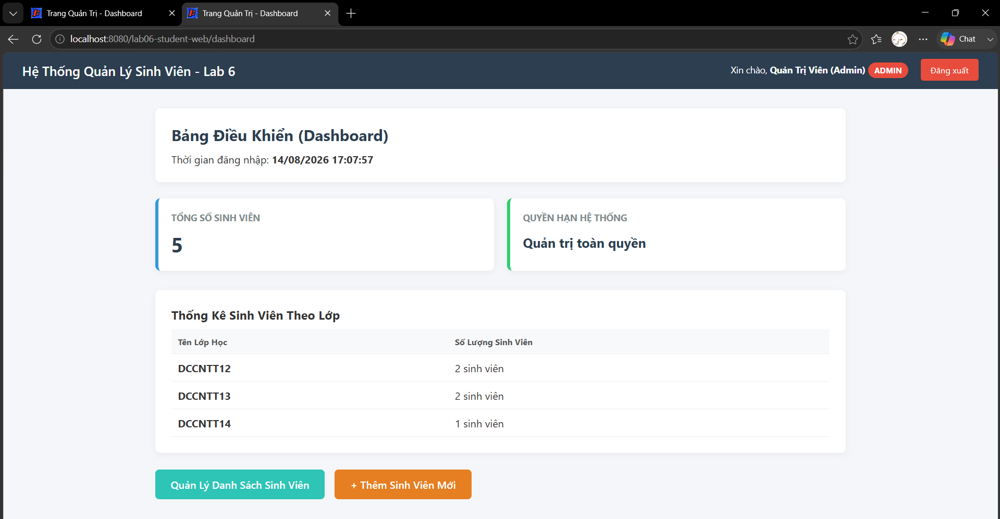 Trang Quản Trị - Dashboard
Trang Quản Trị - Dashboard
localhost:8080/lab06-student-web/dashboard
Chat
Hệ Thống Quản Lý Sinh Viên - Lab 6
Xin chào, Quản Trị Viên (Admin) ADMIN
Đăng xuất
Bảng Điều Khiển (Dashboard)
Thời gian đăng nhập: 14/08/2026 17:07:57
TỔNG SỐ SINH VIÊN
5
QUYỀN HẠN HỆ THỐNG
Quản trị toàn quyền
Thống Kê Sinh Viên Theo Lớp
Tên Lớp Học Số Lượng Sinh Viên
DCCNTT12 2 sinh viên
DCCNTT13 2 sinh viên
DCCNTT14 1 sinh viên
Quản Lý Danh Sách Sinh Viên
+ Thêm Sinh Viên Mới